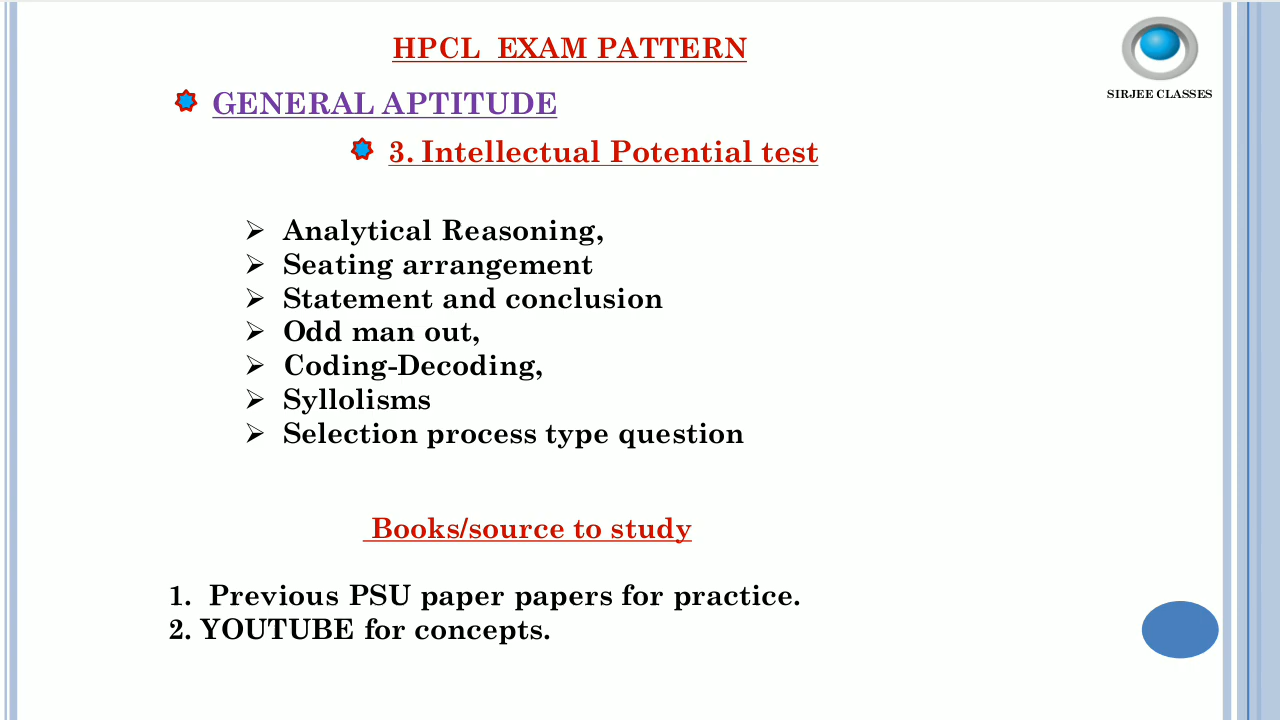 HPCL EXAM PATTERN
SIRJEE CLASSES
GENERAL APTITUDE
3. Intellectual Potential test
Analytical Reasoning,
Seating arrangement
Statement and conclusion
Odd man out,
Coding-Decoding,
Syllolisms
Selection process type question
Books/source to study
1. Previous PSU paper papers for practice.
2. YOUTUBE for concepts.